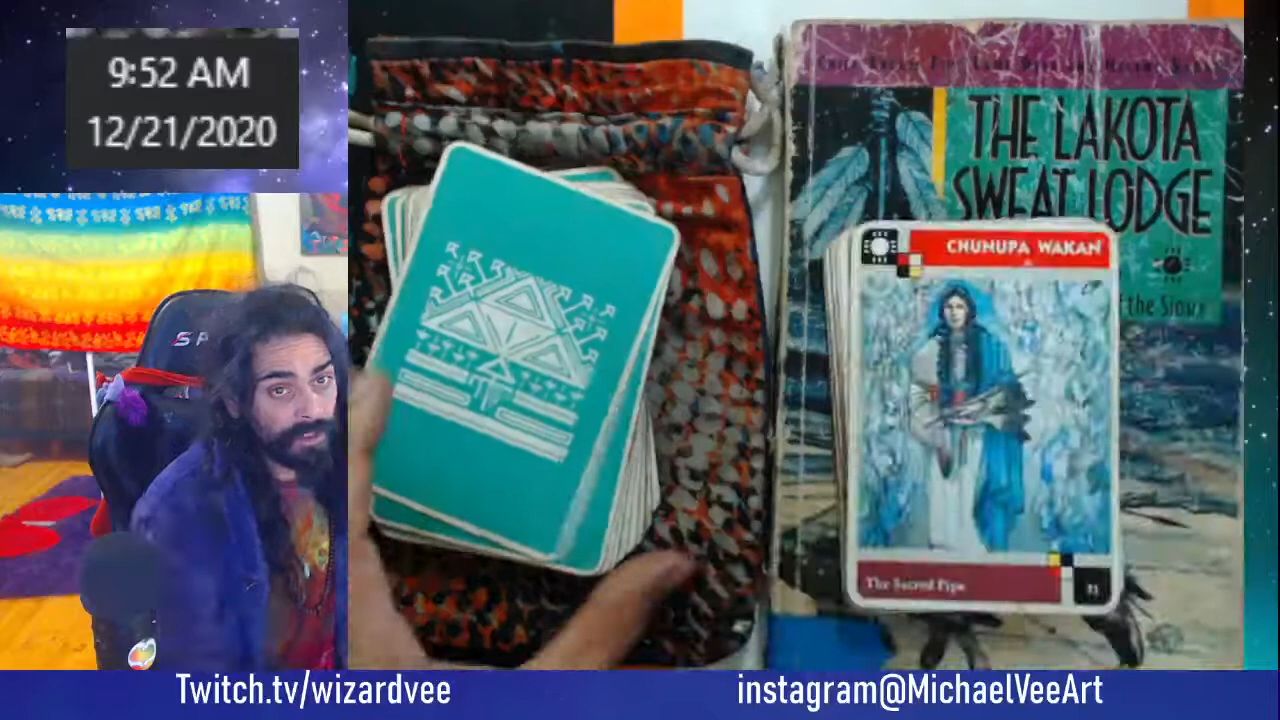 9:52 AM
12/21/2020
THE LAKOTA
SWEAT LODGE
of the Sioux
CHUNUPA WAKAN
The Sacred Pipe
Twitch.tv/wizardvee
instagram@MichaelVeeArt